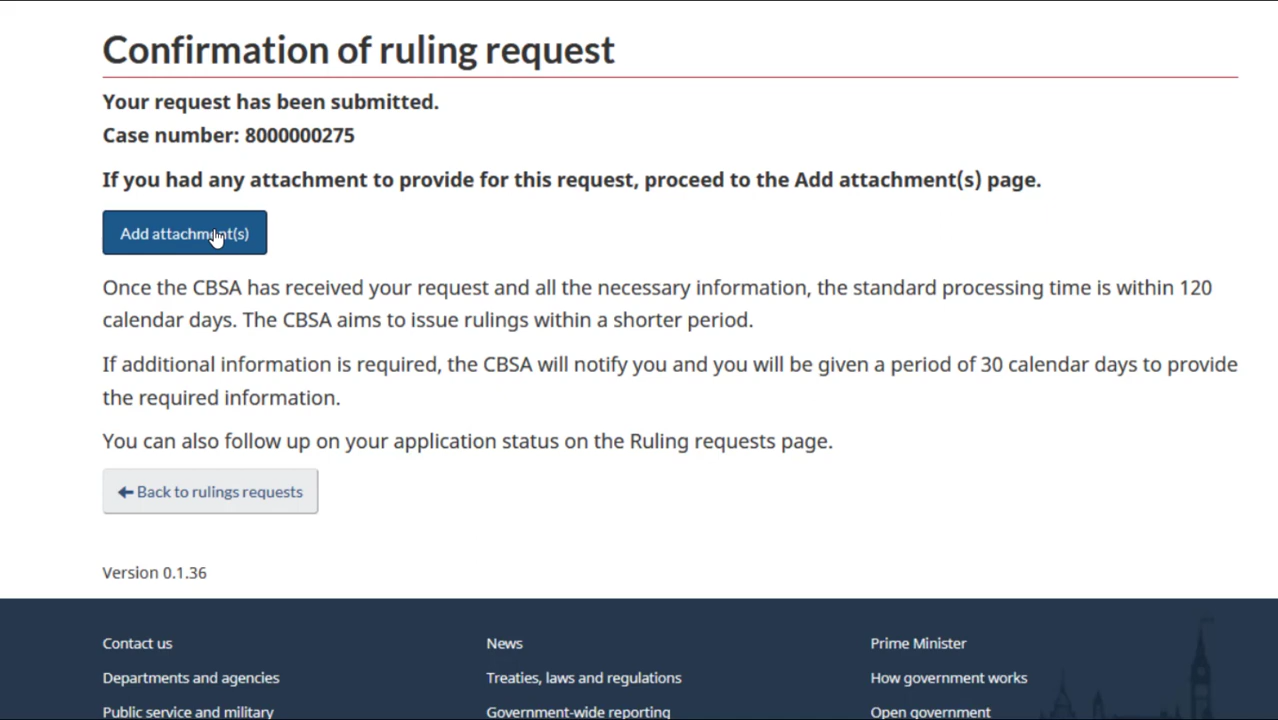 Confirmation of ruling request
Your request has been submitted.
Case number: 8000000275
If you had any attachment to provide for this request, proceed to the Add attachment(s) page.
Add attachment(s)
Once the CBSA has received your request and all the necessary information, the standard processing time is within 120
calendar days. The CBSA aims to issue rulings within a shorter period.
If additional information is required, the CBSA will notify you and you will be given a period of 30 calendar days to provide
the required information.
You can also follow up on your application status on the Ruling requests page.
Back to rulings requests
Version 0.1.36
Contact us News Prime Minister
Departments and agencies Treaties, laws and regulations How government works
Public service and military Government-wide reporting Open government